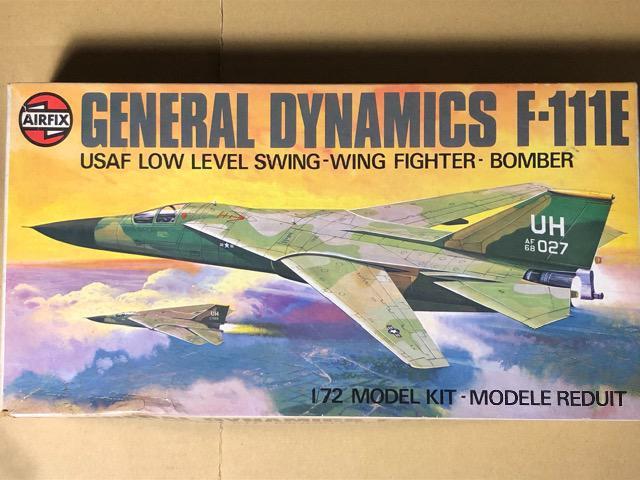 AIRFIX
GENERAL DYNAMICS F-111E
USAF LOW LEVEL SWING-WING FIGHTER-BOMBER
UH
AF
68 027
UH
1/72 MODEL KIT - MODELE REDUIT